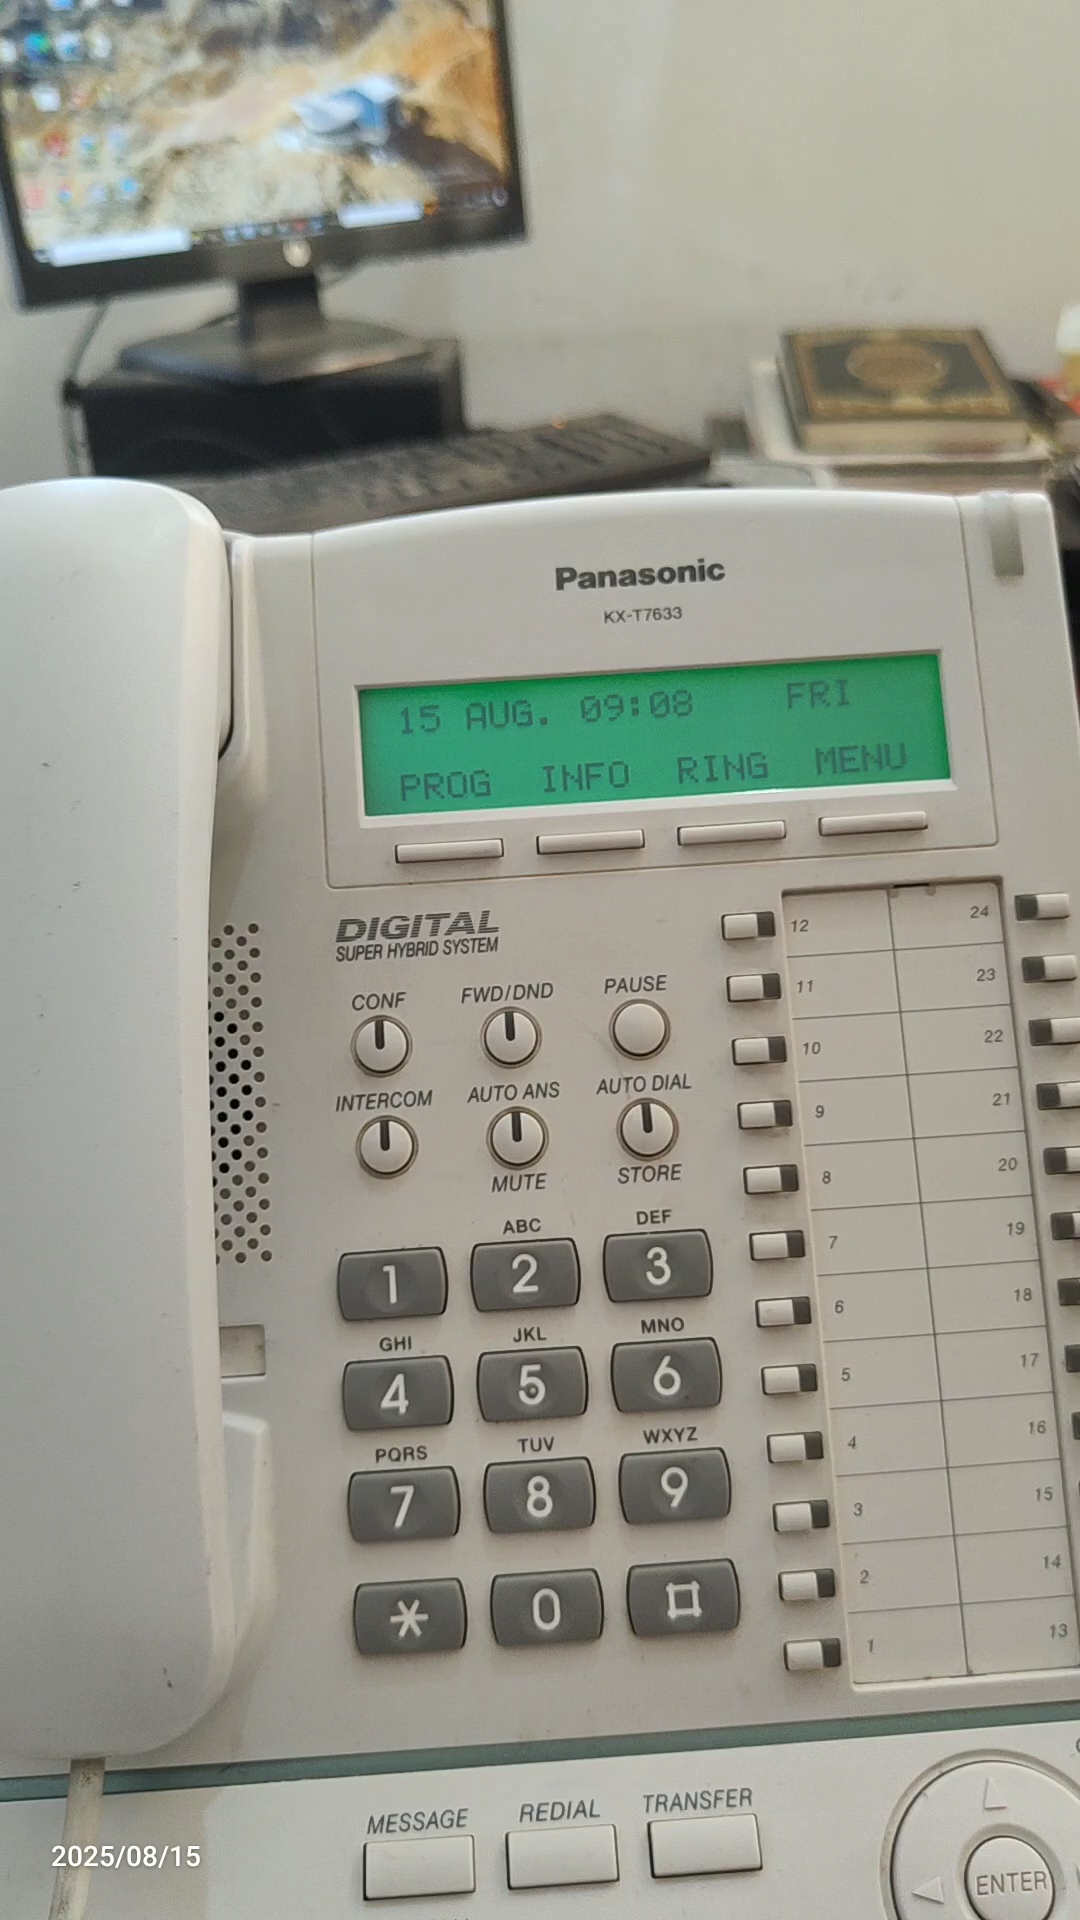 Panasonic
KX-T7633
15 AUG. 09:08 FRI
PROG INFO RING MENU
DIGITAL
SUPER HYBRID SYSTEM
CONF FWD/DND PAUSE
INTERCOM AUTO ANS AUTO DIAL
MUTE STORE
ABC DEF
1 2 3
GHI JKL MNO
4 5 6
PQRS TUV WXYZ
7 8 9
* 0 #
12 24
11 23
10 22
9 21
8 20
7 19
6 18
5 17
4 16
3 15
2 14
1 13
MESSAGE REDIAL TRANSFER
ENTER
2025/08/15